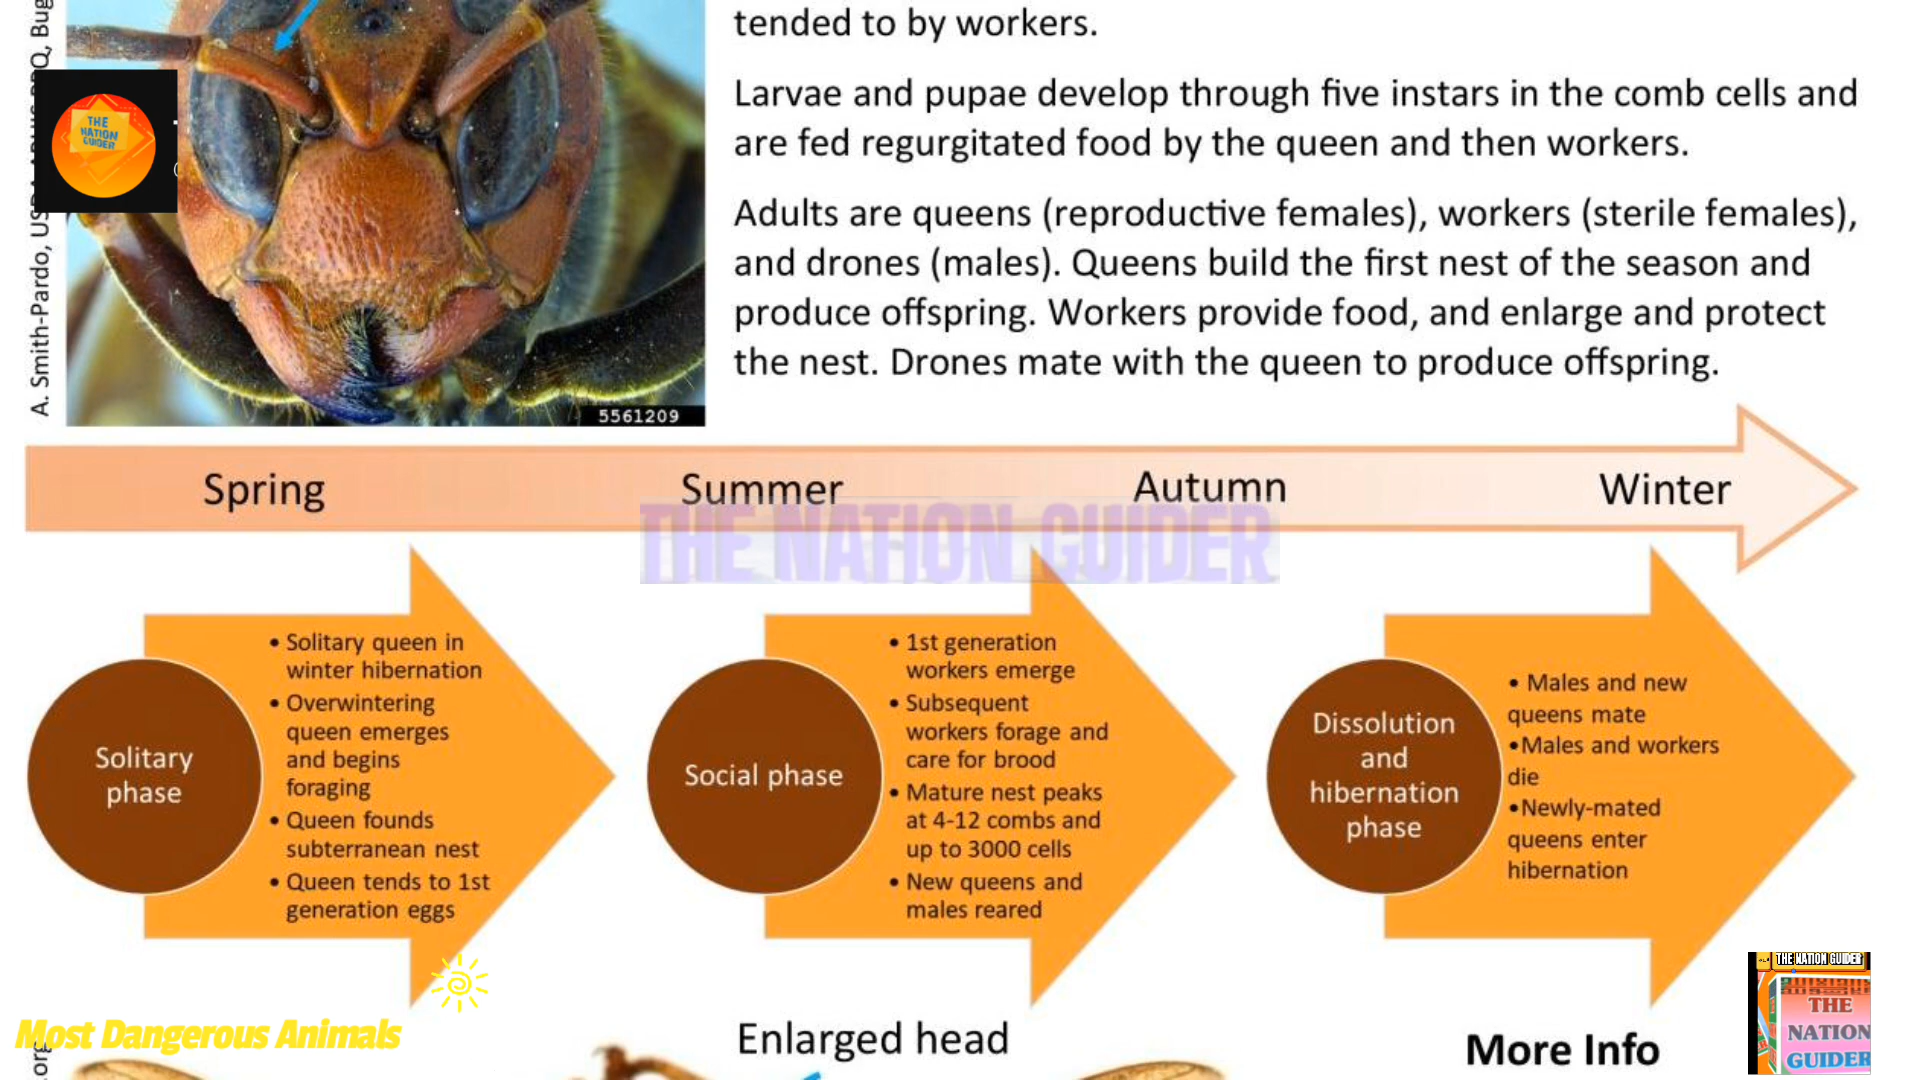 tended to by workers.
Larvae and pupae develop through five instars in the comb cells and
are fed regurgitated food by the queen and then workers.
Adults are queens (reproductive females), workers (sterile females),
and drones (males). Queens build the first nest of the season and
produce offspring. Workers provide food, and enlarge and protect
the nest. Drones mate with the queen to produce offspring.
A. Smith-Pardo, USDA APHIS PPQ, Bug
THE
NATION
GUIDER
5561209
Spring
Summer
Autumn
Winter
THE NATION GUIDER
Solitary
phase
• Solitary queen in
winter hibernation
• Overwintering
queen emerges
and begins
foraging
• Queen founds
subterranean nest
• Queen tends to 1st
generation eggs
Social phase
• 1st generation
workers emerge
• Subsequent
workers forage and
care for brood
• Mature nest peaks
at 4-12 combs and
up to 3000 cells
• New queens and
males reared
Dissolution
and
hibernation
phase
• Males and new
queens mate
•Males and workers
die
•Newly-mated
queens enter
hibernation
Most Dangerous Animals
.org
Enlarged head
More Info
THE NATION GUIDER
THE
NATION
GUIDER